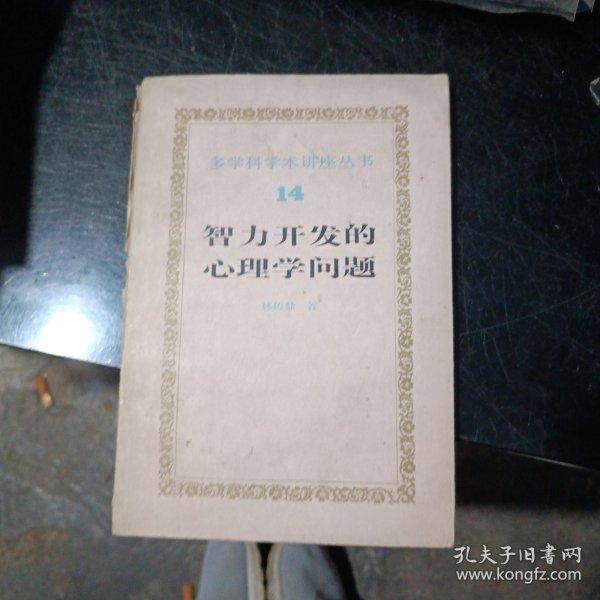 多学科学术讲座丛书
14
智力开发的
心理学问题
林传鼎 著
孔夫子旧书网
www.kongfz.com